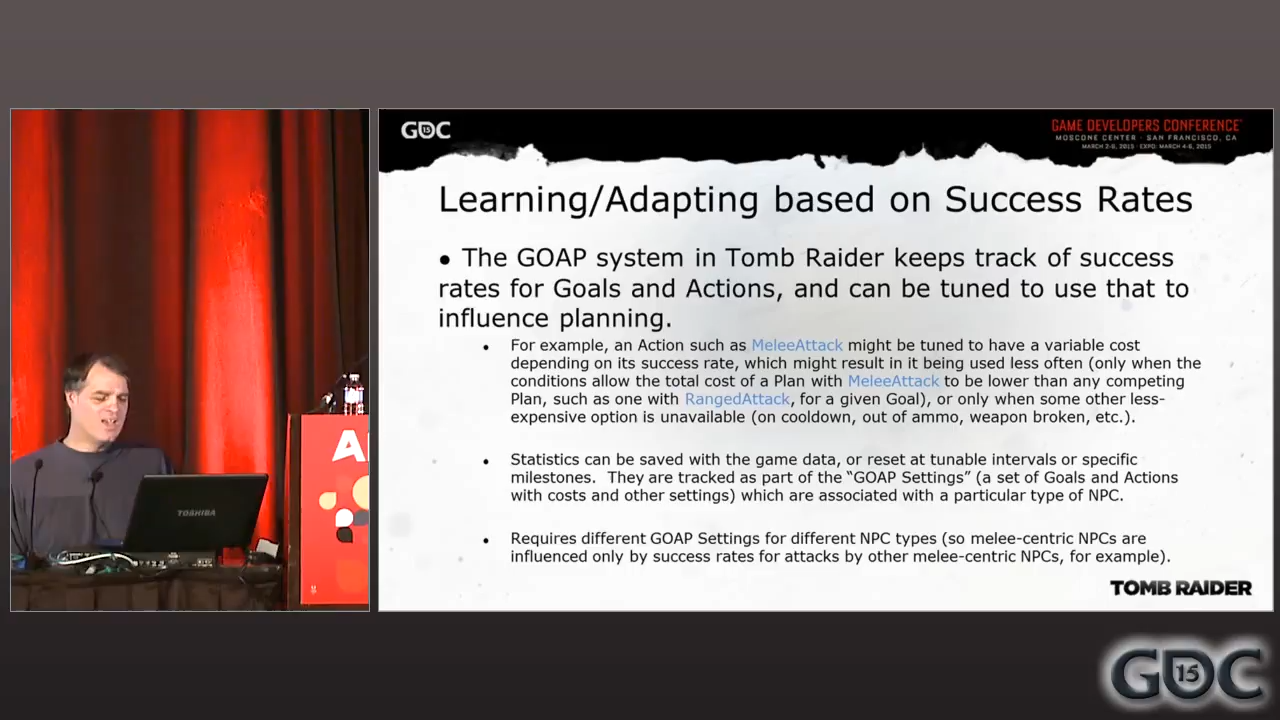 GDC 15
GAME DEVELOPERS CONFERENCE
MOSCONE CENTER · SAN FRANCISCO, CA
MARCH 2-6, 2015 · EXPO: MARCH 4-6, 2015
Learning/Adapting based on Success Rates
• The GOAP system in Tomb Raider keeps track of success
rates for Goals and Actions, and can be tuned to use that to
influence planning.
• For example, an Action such as MeleeAttack might be tuned to have a variable cost
depending on its success rate, which might result in it being used less often (only when the
conditions allow the total cost of a Plan with MeleeAttack to be lower than any competing
Plan, such as one with RangedAttack, for a given Goal), or only when some other less-
expensive option is unavailable (on cooldown, out of ammo, weapon broken, etc.).
• Statistics can be saved with the game data, or reset at tunable intervals or specific
milestones. They are tracked as part of the “GOAP Settings” (a set of Goals and Actions
with costs and other settings) which are associated with a particular type of NPC.
• Requires different GOAP Settings for different NPC types (so melee-centric NPCs are
influenced only by success rates for attacks by other melee-centric NPCs, for example).
TOMB RAIDER
TOSHIBA
A
GDC 15